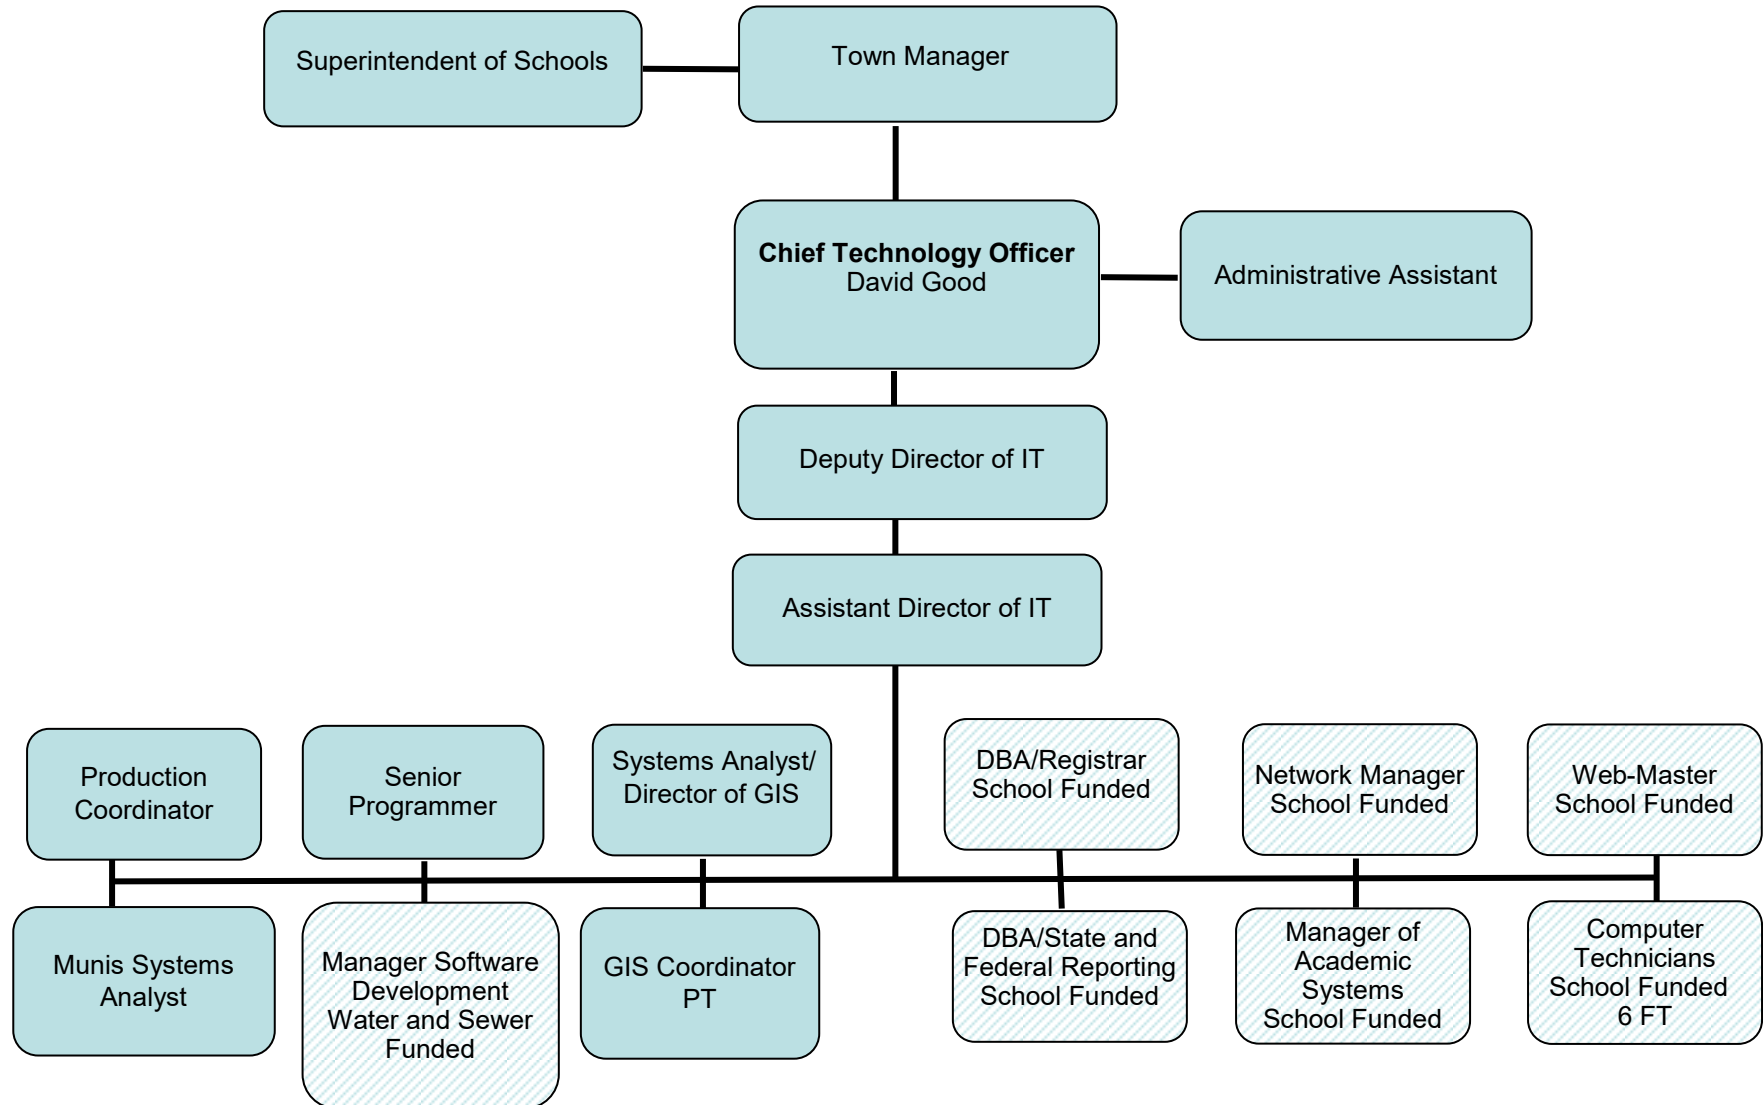 Superintendent of Schools
Town Manager
Chief Technology Officer
David Good
Administrative Assistant
Deputy Director of IT
Assistant Director of IT
Production
Coordinator
Senior
Programmer
Systems Analyst/
Director of GIS
DBA/Registrar
School Funded
Network Manager
School Funded
Web-Master
School Funded
Munis Systems
Analyst
Manager Software
Development
Water and Sewer
Funded
GIS Coordinator
PT
DBA/State and
Federal Reporting
School Funded
Manager of
Academic
Systems
School Funded
Computer
Technicians
School Funded
6 FT